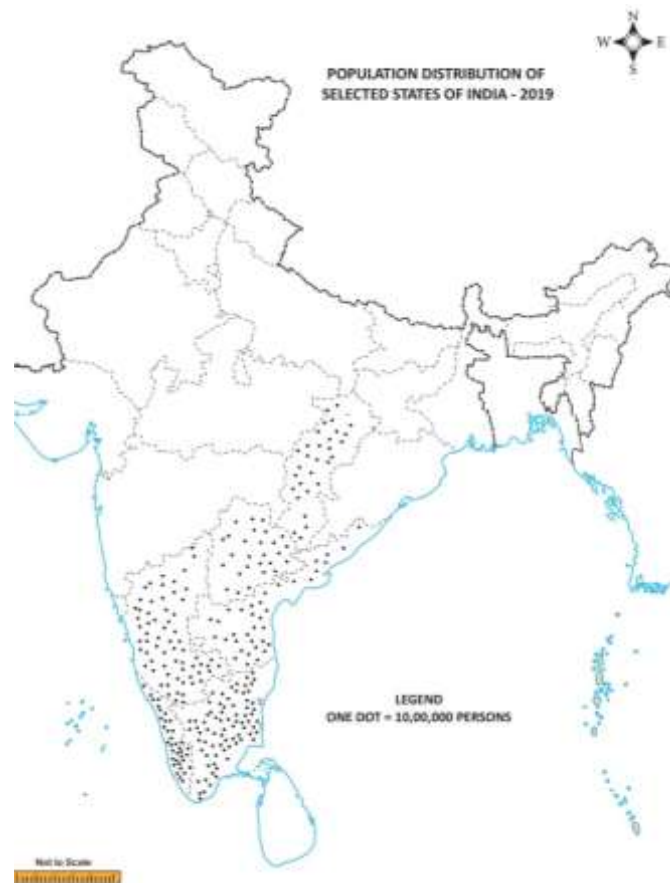 N
W E
S
POPULATION DISTRIBUTION OF
SELECTED STATES OF INDIA - 2019
LEGEND
ONE DOT = 10,00,000 PERSONS
Not to Scale